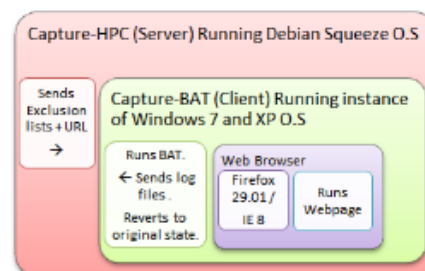 Capture-HPC (Server) Running Debian Squeeze O.S
Sends
Exclusion
lists + URL
→
Capture-BAT (Client) Running instance
of Windows 7 and XP O.S
Runs BAT.
← Sends log
files .
Reverts to
original state.
Web Browser
Firefox
29.01 /
IE 8
Runs
Webpage